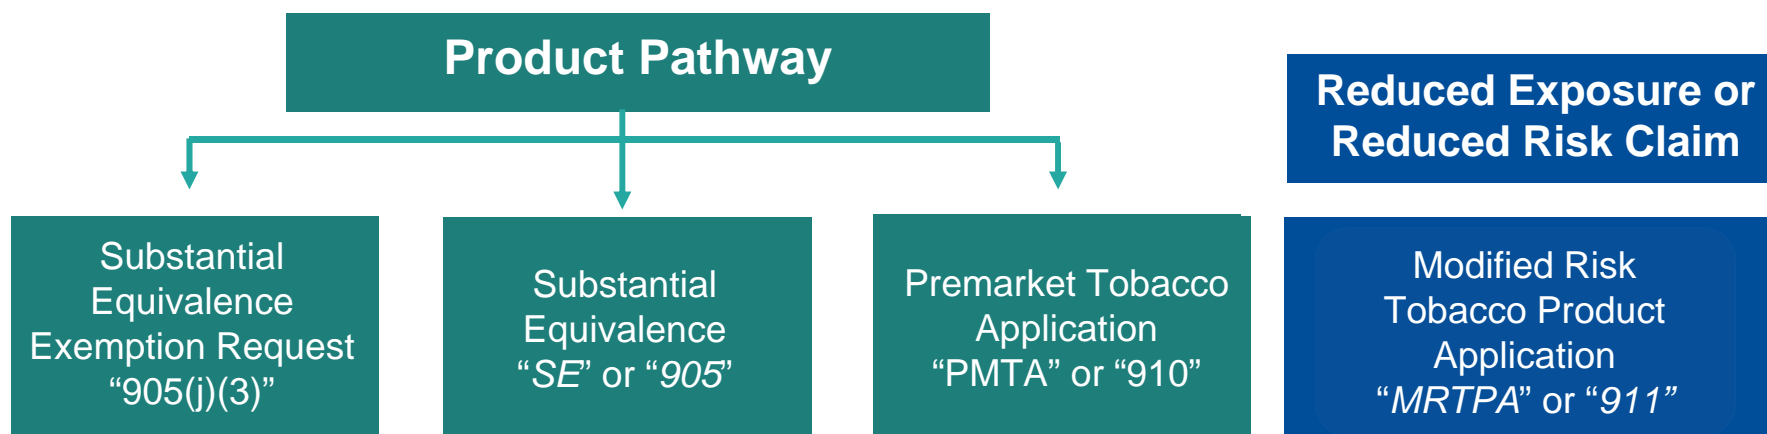 Product Pathway
Reduced Exposure or
Reduced Risk Claim
Substantial
Equivalence
Exemption Request
“905(j)(3)”
Substantial
Equivalence
“SE” or “905”
Premarket Tobacco
Application
“PMTA” or “910”
Modified Risk
Tobacco Product
Application
“MRTPA” or “911”